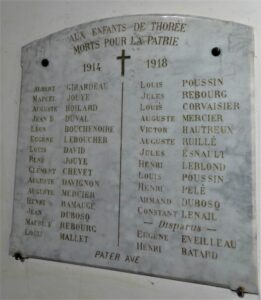 AUX ENFANTS DE THORÉE
MORTS POUR LA PATRIE
1914 1918
ALBERT GIRARDEAU
MARCEL JOUYE
AUGUSTE BOILARD
JEAN B. DUVAL
LÉON BOUCHENOIRE
EUGÈNE LEBOUCHER
LOUIS DAVID
RENÉ JOUYE
CLÉMENT CHEVET
AUGUSTE DAVIGNON
AUGUSTE MERCIER
HENRI RAMAUGÉ
JEAN DUBOSQ
MAURICE REBOURG
LOUIS MALLET
LOUIS POUSSIN
JULES REBOURG
LOUIS CORVAISIER
AUGUSTE MERCIER
VICTOR HAUTREUX
AUGUSTE RUILLÉ
JULES ESNAULT
HENRI LEBLOND
LOUIS POUSSIN
HENRI PELÉ
ARMAND DUBOSQ
CONSTANT LENAIL
Disparus
EUGÈNE EVEILLEAU
HENRI BATARD
PATER AVE